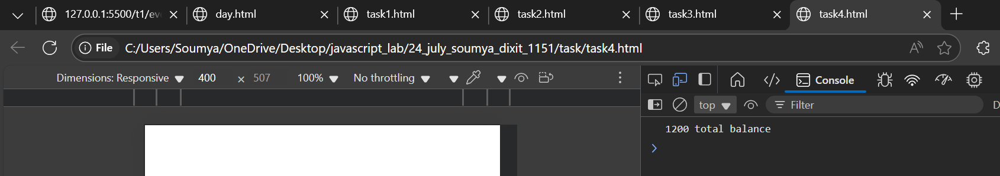 127.0.0.1:5500/t1/eve day.html task1.html task2.html task3.html task4.html
File C:/Users/Soumya/OneDrive/Desktop/javascript_lab/24_july_soumya_dixit_1151/task/task4.html
Dimensions: Responsive 400 × 507 100% No throttling
Console
top Filter D
1200 total balance